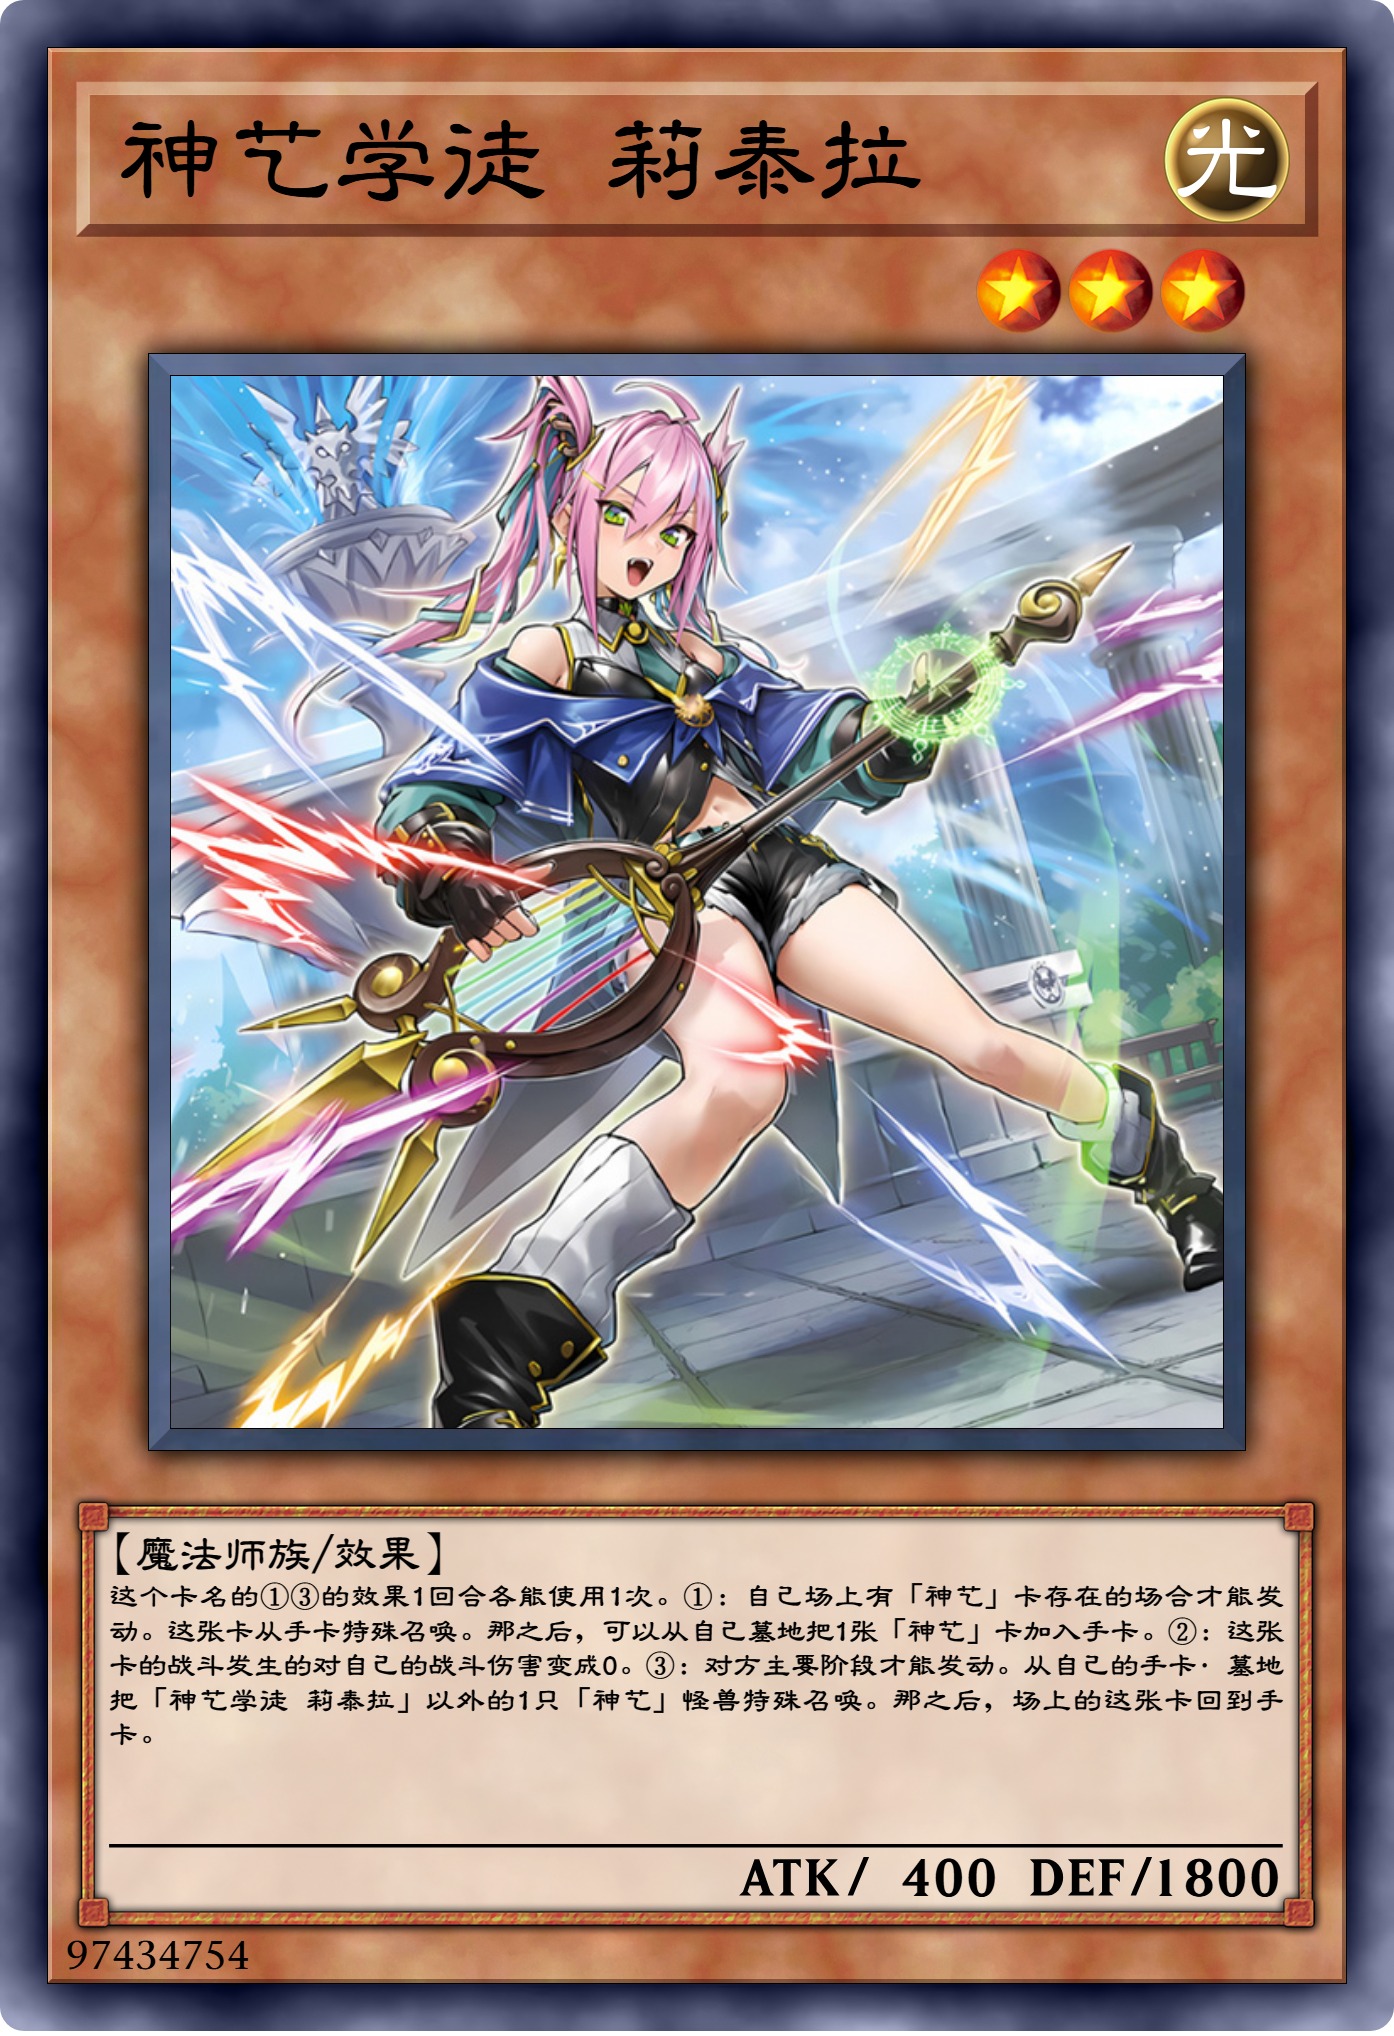 神艺学徒 莉泰拉
光
【魔法师族/效果】
这个卡名的①③的效果1回合各能使用1次。①：自己场上有「神艺」卡存在的场合才能发
动。这张卡从手卡特殊召唤。那之后，可以从自己墓地把1张「神艺」卡加入手卡。②：这张
卡的战斗发生的对自己的战斗伤害变成0。③：对方主要阶段才能发动。从自己的手卡·墓地
把「神艺学徒 莉泰拉」以外的1只「神艺」怪兽特殊召唤。那之后，场上的这张卡回到手
卡。
ATK/ 400 DEF/1800
97434754